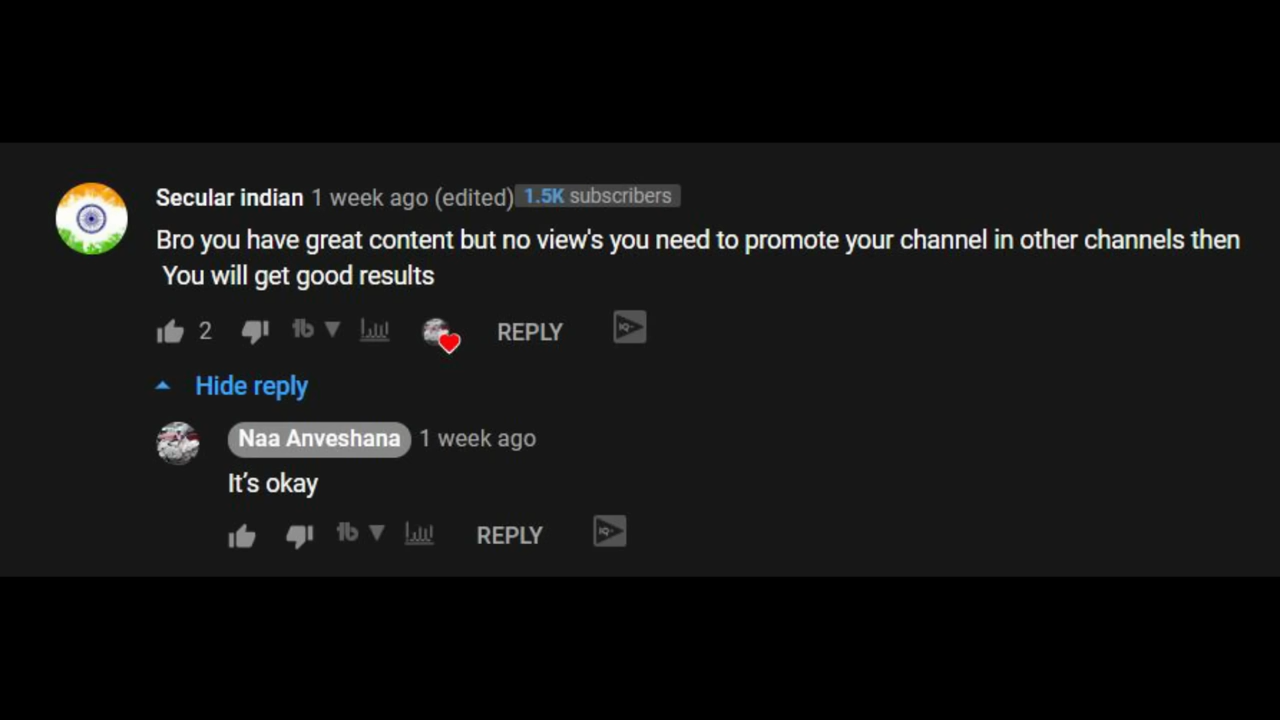 Secular indian 1 week ago (edited) 1.5K subscribers
Bro you have great content but no view's you need to promote your channel in other channels then
You will get good results
2 REPLY
Hide reply
Naa Anveshana 1 week ago
It's okay
REPLY